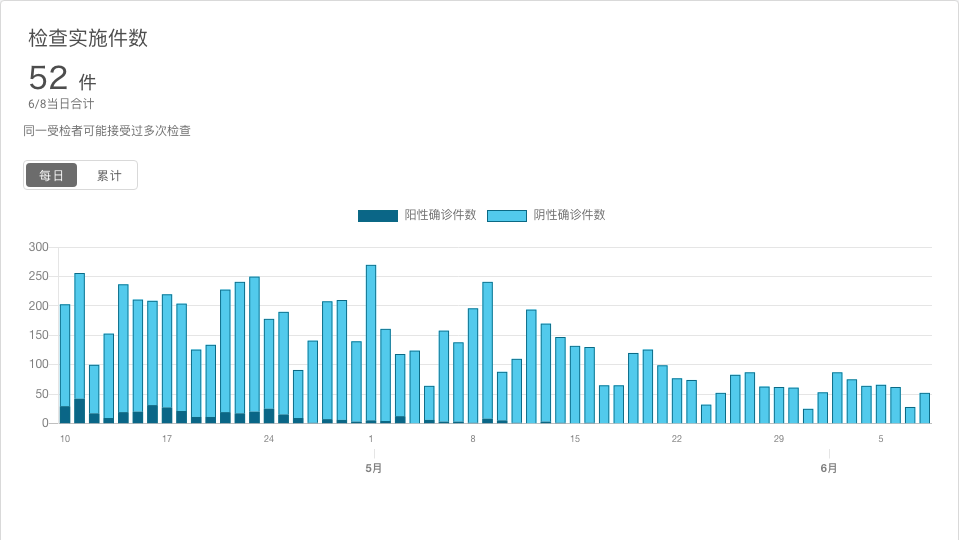 检查实施件数
52 件
6/8当日合计
同一受检者可能接受过多次检查
每日 累计
阳性确诊件数 阴性确诊件数
300
250
200
150
100
50
0
10 17 24 1 8 15 22 29 5
5月 6月